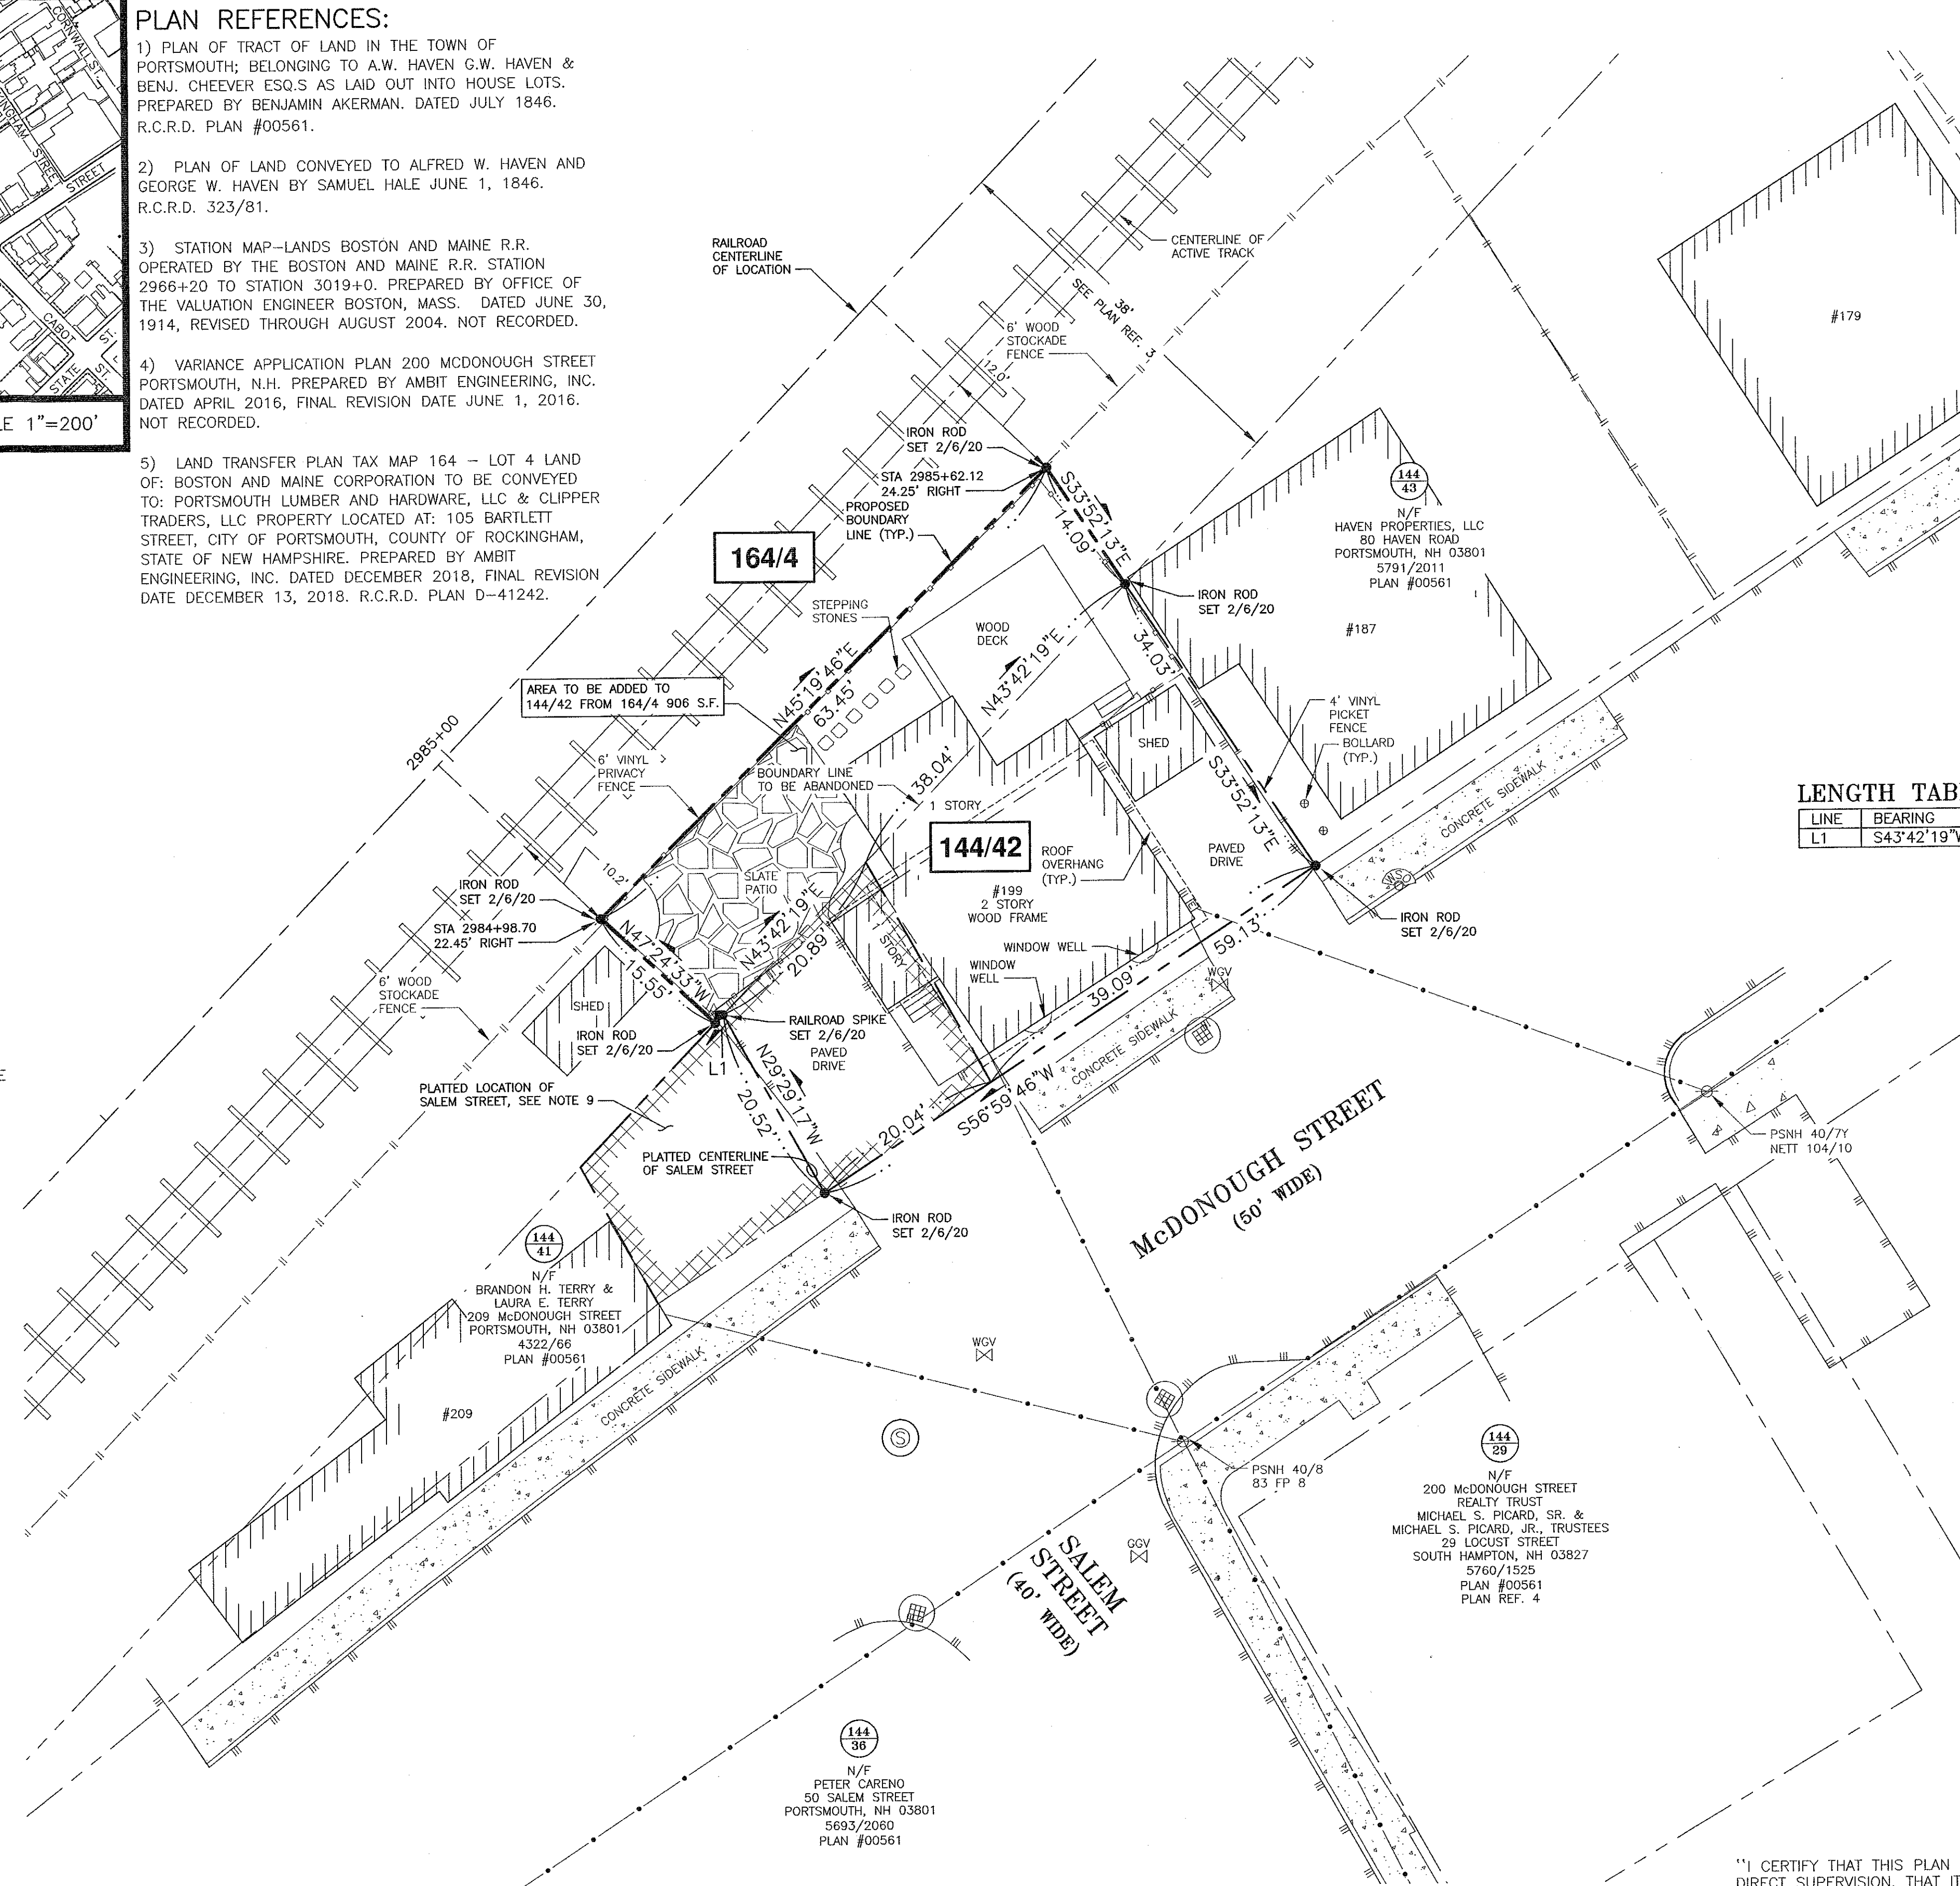 PLAN REFERENCES:
1) PLAN OF TRACT OF LAND IN THE TOWN OF
PORTSMOUTH; BELONGING TO A.W. HAVEN G.W. HAVEN &
BENJ. CHEEVER ESQ.S AS LAID OUT INTO HOUSE LOTS.
PREPARED BY BENJAMIN AKERMAN. DATED JULY 1846.
R.C.R.D. PLAN #00561.
2) PLAN OF LAND CONVEYED TO ALFRED W. HAVEN AND
GEORGE W. HAVEN BY SAMUEL HALE JUNE 1, 1846.
R.C.R.D. 323/81.
3) STATION MAP-LANDS BOSTON AND MAINE R.R.
OPERATED BY THE BOSTON AND MAINE R.R. STATION
2966+20 TO STATION 3019+0. PREPARED BY OFFICE OF
THE VALUATION ENGINEER BOSTON, MASS. DATED JUNE 30,
1914, REVISED THROUGH AUGUST 2004. NOT RECORDED.
4) VARIANCE APPLICATION PLAN 200 MCDONOUGH STREET
PORTSMOUTH, N.H. PREPARED BY AMBIT ENGINEERING, INC.
DATED APRIL 2016, FINAL REVISION DATE JUNE 1, 2016.
NOT RECORDED.
5) LAND TRANSFER PLAN TAX MAP 164 - LOT 4 LAND
OF: BOSTON AND MAINE CORPORATION TO BE CONVEYED
TO: PORTSMOUTH LUMBER AND HARDWARE, LLC & CLIPPER
TRADERS, LLC PROPERTY LOCATED AT: 105 BARTLETT
STREET, CITY OF PORTSMOUTH, COUNTY OF ROCKINGHAM,
STATE OF NEW HAMPSHIRE. PREPARED BY AMBIT
ENGINEERING, INC. DATED DECEMBER 2018, FINAL REVISION
DATE DECEMBER 13, 2018. R.C.R.D. PLAN D-41242.
CORNWALL ST.
STREET
CABOT
ST.
STATE
ST.
1"=200'
RAILROAD
CENTERLINE
OF LOCATION
CENTERLINE OF
ACTIVE TRACK
38'
SEE PLAN REF. 3
6' WOOD
STOCKADE
FENCE
12.0'
IRON ROD
SET 2/6/20
STA 2985+62.12
24.25' RIGHT
PROPOSED
BOUNDARY
LINE (TYP.)
164/4
STEPPING
STONES
WOOD
DECK
S33°52'13"E
14.09'
IRON ROD
SET 2/6/20
144
43
N/F
HAVEN PROPERTIES, LLC
80 HAVEN ROAD
PORTSMOUTH, NH 03801
5791/2011
PLAN #00561
#187
#179
34.03'
N43°42'19"E
38.04'
N45°19'46"E
63.45'
AREA TO BE ADDED TO
144/42 FROM 164/4 906 S.F.
2985+00
6' VINYL
PRIVACY
FENCE
BOUNDARY LINE
TO BE ABANDONED
1 STORY
144/42
SHED
S33°52'13"E
4' VINYL
PICKET
FENCE
BOLLARD
(TYP.)
CONCRETE SIDEWALK
LENGTH TAB
LINE BEARING
L1 S43°42'19"W
ROOF
OVERHANG
(TYP.)
PAVED
DRIVE
#199
2 STORY
WOOD FRAME
WSO
IRON ROD
SET 2/6/20
SLATE
PATIO
10.2'
IRON ROD
SET 2/6/20
STA 2984+98.70
22.45' RIGHT
N47°24'33"W
15.55'
N43°42'19"E
20.89'
1 STORY
WINDOW WELL
WINDOW
WELL
59.13'
39.09'
WGV
6' WOOD
STOCKADE
FENCE
SHED
IRON ROD
SET 2/6/20
RAILROAD SPIKE
SET 2/6/20
L1
PAVED
DRIVE
CONCRETE SIDEWALK
PLATTED LOCATION OF
SALEM STREET, SEE NOTE 9
N29°29'17"W
20.52'
20.04'
S56°59'46"W
PLATTED CENTERLINE
OF SALEM STREET
McDONOUGH STREET
(50' WIDE)
PSNH 40/7Y
NETT 104/10
IRON ROD
SET 2/6/20
144
41
N/F
BRANDON H. TERRY &
LAURA E. TERRY
209 McDONOUGH STREET
PORTSMOUTH, NH 03801
4322/66
PLAN #00561
#209
CONCRETE SIDEWALK
WGV
S
PSNH 40/8
83 FP 8
GGV
SALEM
STREET
(40' WIDE)
144
29
N/F
200 McDONOUGH STREET
REALTY TRUST
MICHAEL S. PICARD, SR. &
MICHAEL S. PICARD, JR., TRUSTEES
29 LOCUST STREET
SOUTH HAMPTON, NH 03827
5760/1525
PLAN #00561
PLAN REF. 4
144
36
N/F
PETER CARENO
50 SALEM STREET
PORTSMOUTH, NH 03801
5693/2060
PLAN #00561
"I CERTIFY THAT THIS PLAN
DIRECT SUPERVISION, THAT IT